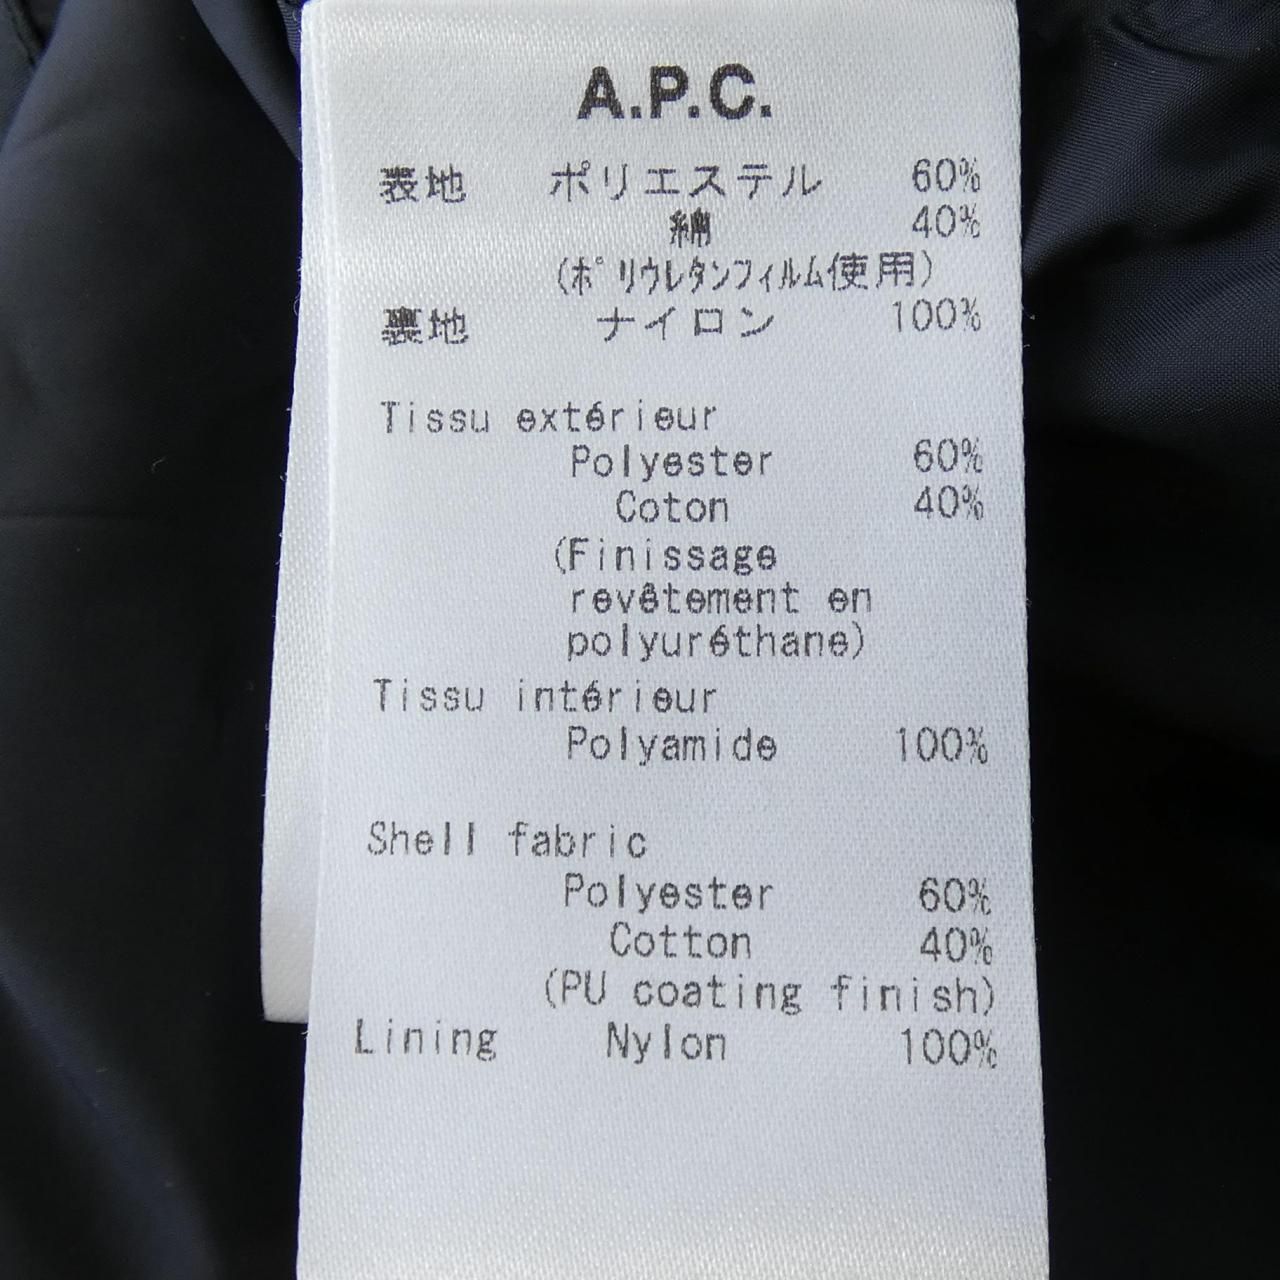 A.P.C.
表地 ポリエステル 60%
綿 40%
(ﾎﾟﾘｳﾚﾀﾝﾌｨﾙﾑ使用)
裏地 ナイロン 100%
Tissu extérieur
Polyester 60%
Coton 40%
(Finissage
revêtement en
polyuréthane)
Tissu intérieur
Polyamide 100%
Shell fabric
Polyester 60%
Cotton 40%
(PU coating finish)
Lining Nylon 100%